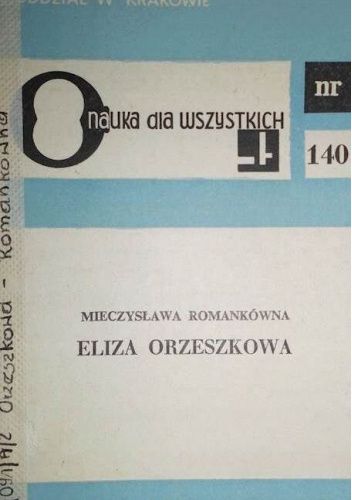 ODDZIAŁ W KRAKOWIE
nauka dla wszystkich
nr
140
MIECZYSŁAWA ROMANKÓWNA
ELIZA ORZESZKOWA
Orzeszkowa - Romankówna